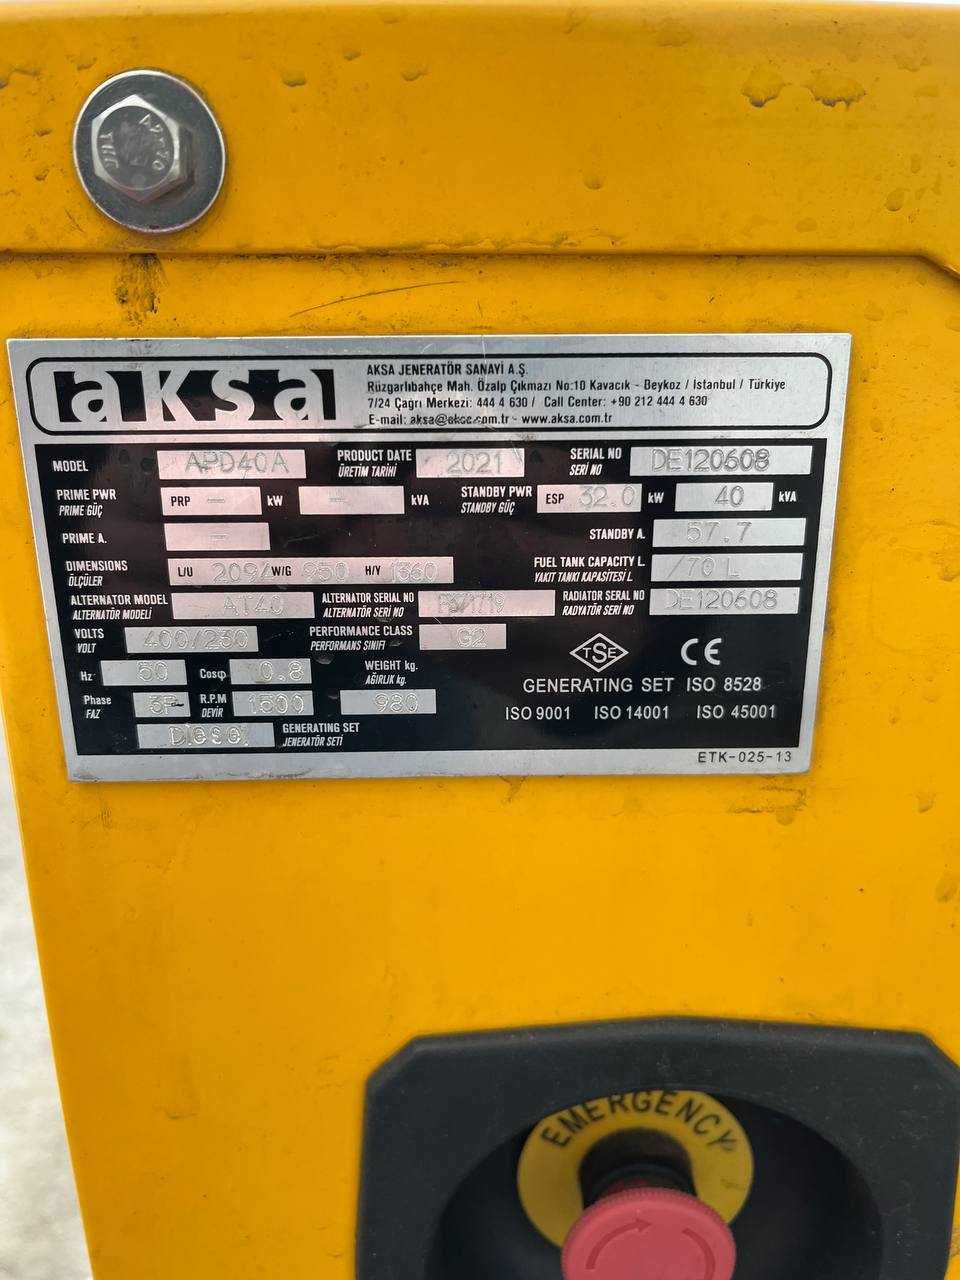 aksa
AKSA JENERATÖR SANAYİ A.Ş.
Rüzgarlıbahçe Mah. Özalp Çıkmazı No:10 Kavacık - Beykoz / İstanbul / Türkiye
7/24 Çağrı Merkezi: 444 4 630 / Call Center: +90 212 444 4 630
E-mail: aksa@aksa.com.tr - www.aksa.com.tr
MODEL APD40A PRODUCT DATE 2021 SERIAL NO DE120608
ÜRETİM TARİHİ SERİ NO
PRIME PWR PRP - kW - kVA STANDBY PWR ESP 32.0 kW 40 kVA
PRIME GÜÇ STANDBY GÜÇ
PRIME A. - STANDBY A. 57.7
DIMENSIONS L/U 2094 W/G 950 H/Y 1360 FUEL TANK CAPACITY L. /70 L
ÖLÇÜLER YAKIT TANKI KAPASİTESİ L
ALTERNATOR MODEL AT40 ALTERNATOR SERIAL NO RADIATOR SERIAL NO DE120608
ALTERNATÖR MODELİ ALTERNATÖR SERİ NO RADYATÖR SERİ NO
VOLTS 400/230 PERFORMANCE CLASS G2
VOLT PERFORMANS SINIFI
TSE CE
Hz 50 Cosφ 0.8 WEIGHT kg. 980
AĞIRLIK kg.
GENERATING SET ISO 8528
Phase 3P R.P.M 1500
FAZ DEVİR
ISO 9001 ISO 14001 ISO 45001
Diesel GENERATING SET
JENERATÖR SETİ
ETK-025-13
EMERGENCY